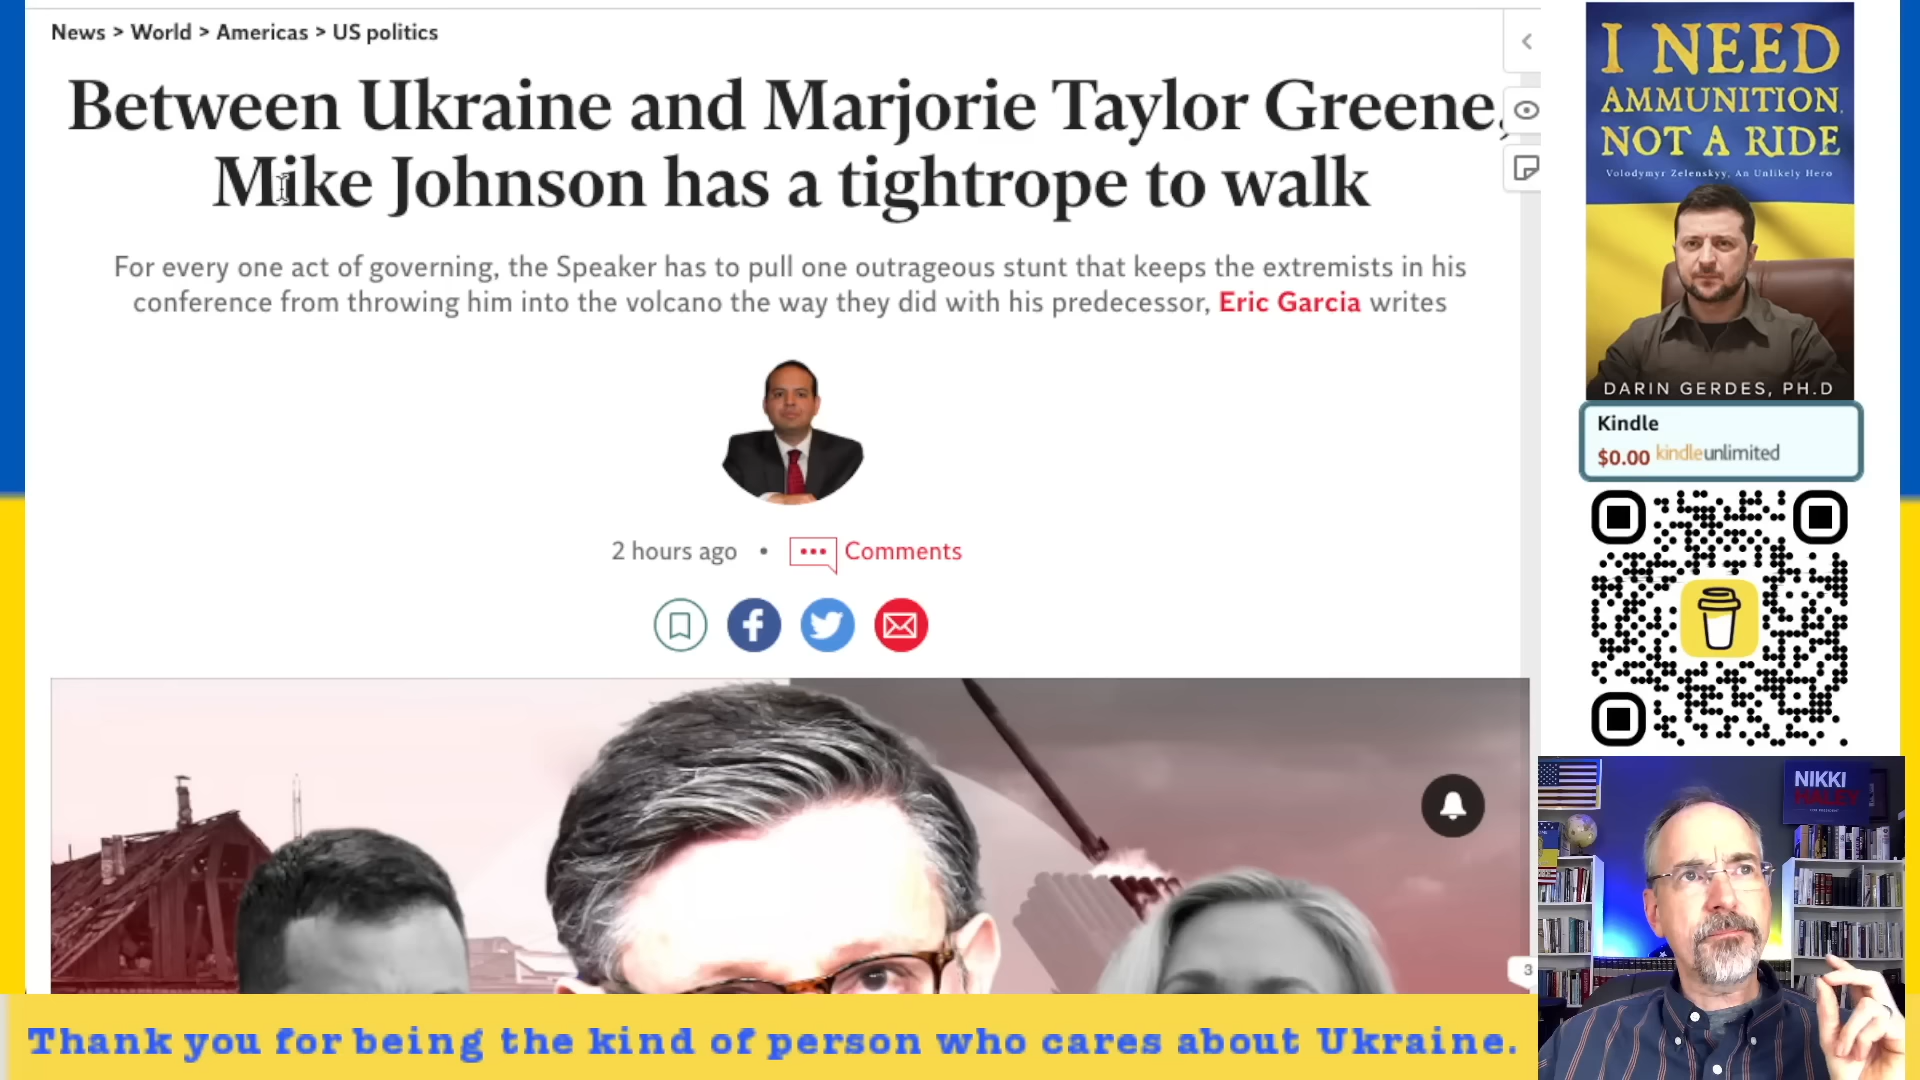 News > World > Americas > US politics
Between Ukraine and Marjorie Taylor Greene,
Mike Johnson has a tightrope to walk
For every one act of governing, the Speaker has to pull one outrageous stunt that keeps the extremists in his
conference from throwing him into the volcano the way they did with his predecessor, Eric Garcia writes
2 hours ago • Comments
3
I NEED
AMMUNITION,
NOT A RIDE
Volodymyr Zelenskyy, An Unlikely Hero
DARIN GERDES, PH.D
Kindle
$0.00 kindleunlimited
NIKKI
HALEY
Thank you for being the kind of person who cares about Ukraine.